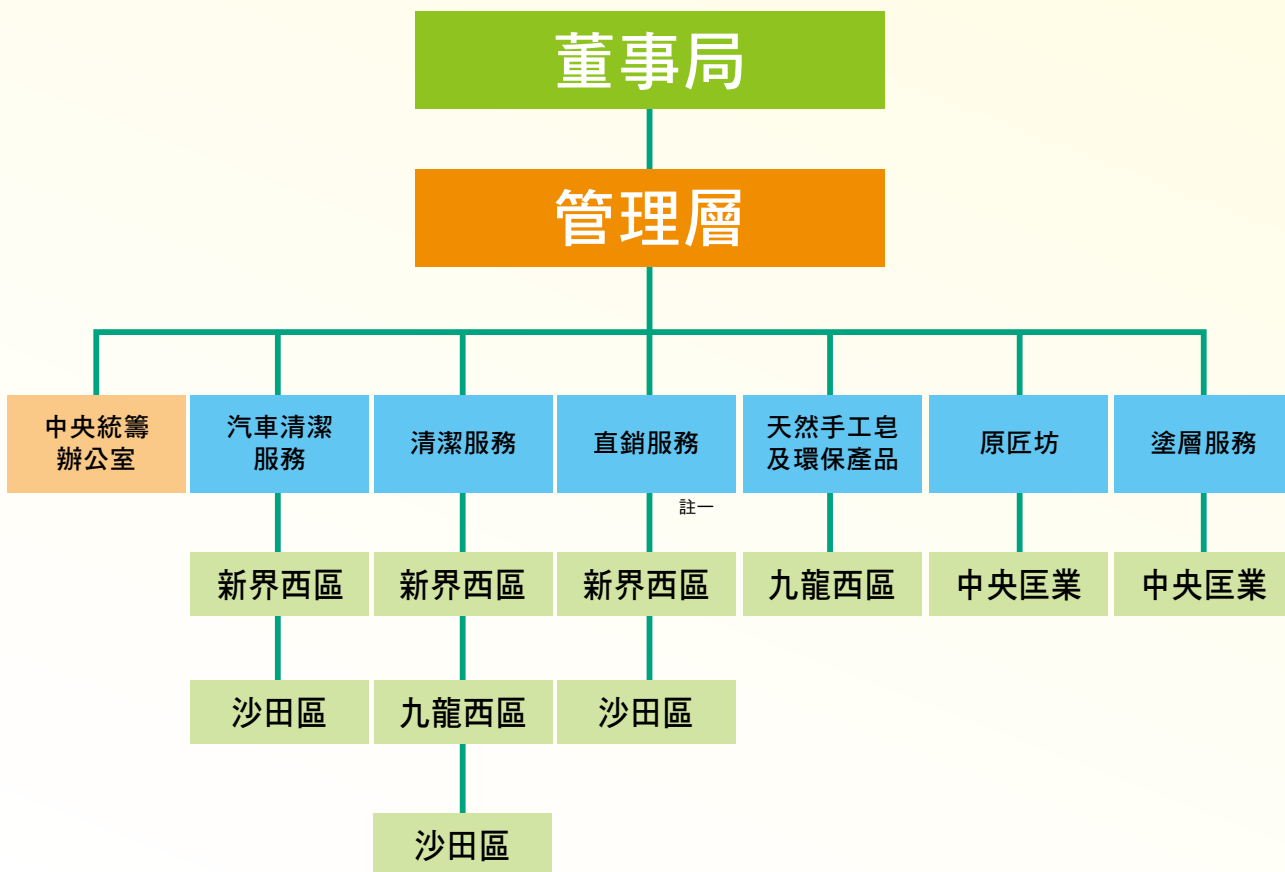 董事局
管理層
中央統籌
辦公室
汽車清潔
服務
清潔服務
直銷服務
天然手工皂
及環保產品
原匠坊
塗層服務
註一
新界西區
新界西區
新界西區
九龍西區
中央匡業
中央匡業
沙田區
九龍西區
沙田區
沙田區